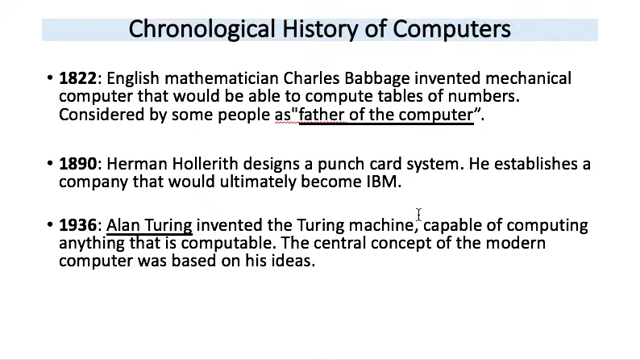 Chronological History of Computers
• 1822: English mathematician Charles Babbage invented mechanical
computer that would be able to compute tables of numbers.
Considered by some people as"father of the computer”.
• 1890: Herman Hollerith designs a punch card system. He establishes a
company that would ultimately become IBM.
• 1936: Alan Turing invented the Turing machine, capable of computing
anything that is computable. The central concept of the modern
computer was based on his ideas.